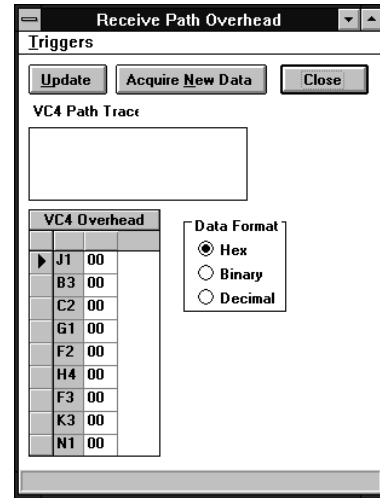 Receive Path Overhead
Triggers
Update Acquire New Data Close
VC4 Path Trace
VC4 Overhead
Data Format
J1 00
Hex
B3 00
Binary
C2 00
Decimal
G1 00
F2 00
H4 00
F3 00
K3 00
N1 00